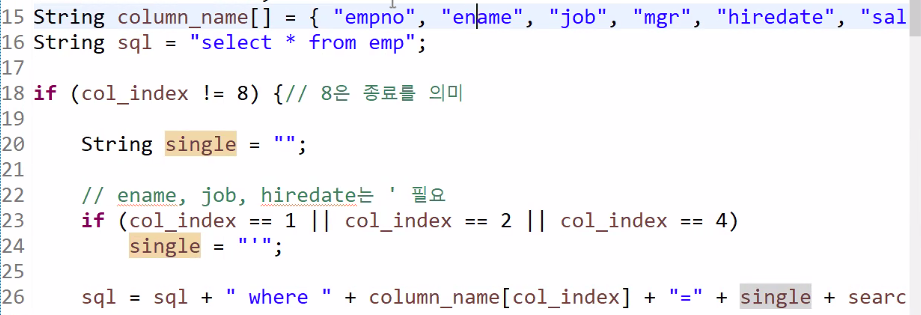 15 String column_name[] = { "empno", "ename", "job", "mgr", "hiredate", "sal
16 String sql = "select * from emp";
17
18 if (col_index != 8) {// 8은 종료를 의미
19
20     String single = "";
21
22     // ename, job, hiredate는 ' 필요
23     if (col_index == 1 || col_index == 2 || col_index == 4)
24         single = "'";
25
26     sql = sql + " where " + column_name[col_index] + "=" + single + searc